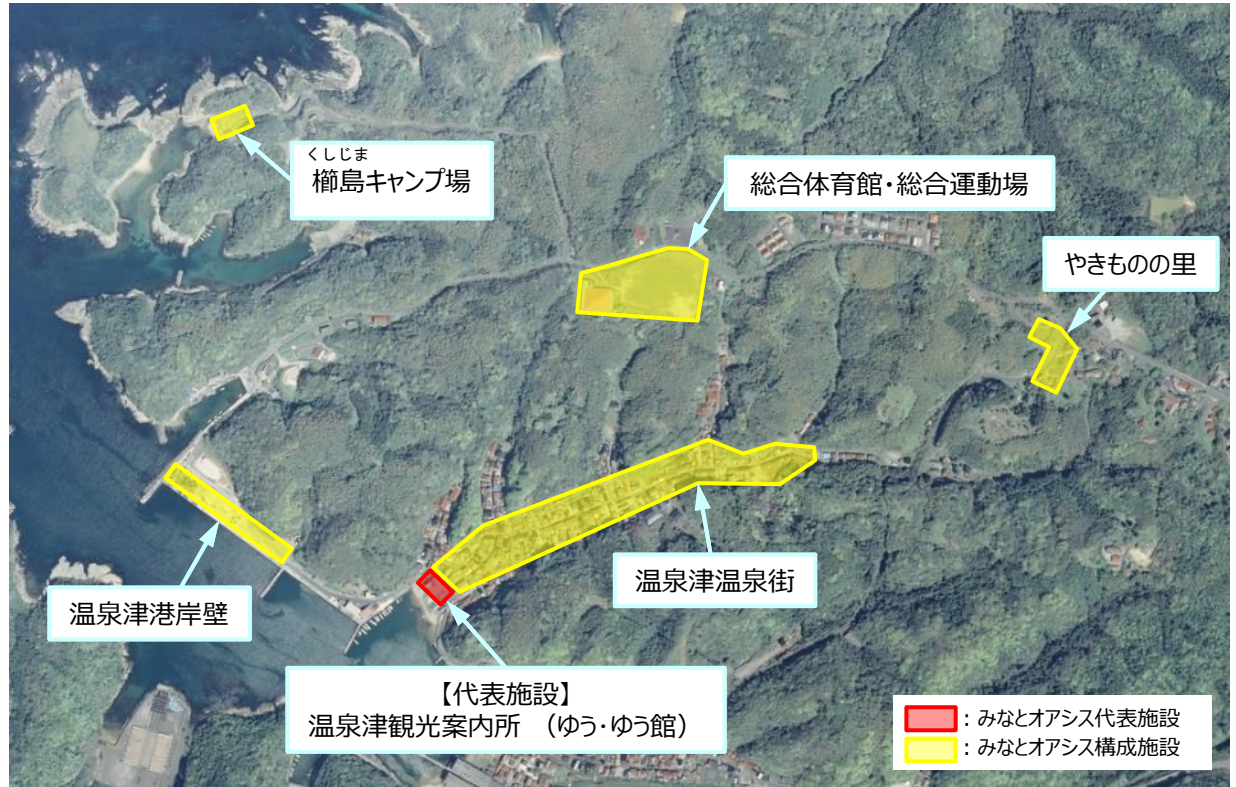 くしじま
櫛島キャンプ場
総合体育館・総合運動場
やきものの里
温泉津温泉街
温泉津港岸壁
【代表施設】
温泉津観光案内所 （ゆう・ゆう館）
：みなとオアシス代表施設
：みなとオアシス構成施設